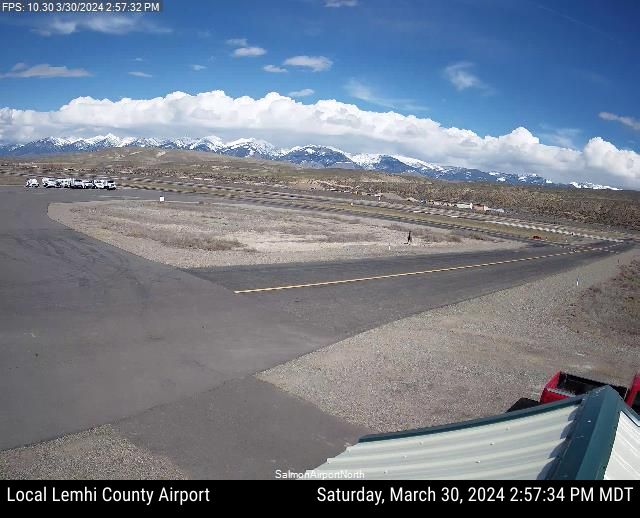 FPS: 10.30 3/30/2024 2:57:32 PM
SalmonAirportNorth
Local Lemhi County Airport Saturday, March 30, 2024 2:57:34 PM MDT